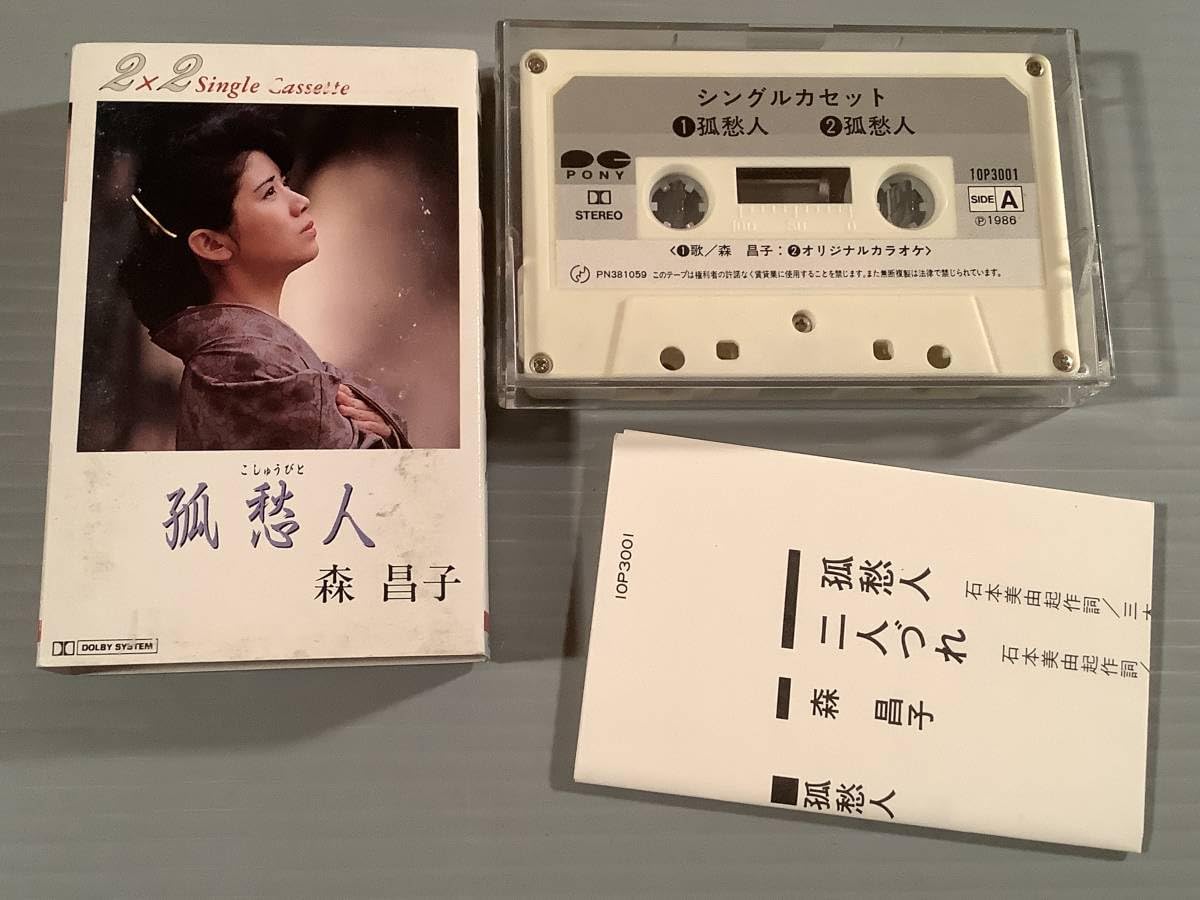 2×2 Single Cassette
こしゅうびと
孤愁人
森 昌子
DOLBY SYSTEM
シングルカセット
❶孤愁人 ❷孤愁人
PONY
STEREO
10P3001
SIDE A
Ⓟ1986
100 50 0
〈❶歌／森 昌子：❷オリジナルカラオケ〉
PN381059 このテープは権利者の許諾なく賃貸業に使用することを禁じます。また無断複製は法律で禁じられています。
10P3001
孤愁人
石本美由起作詞／三
二人づれ
石本美由起作詞／
森 昌子
孤愁人